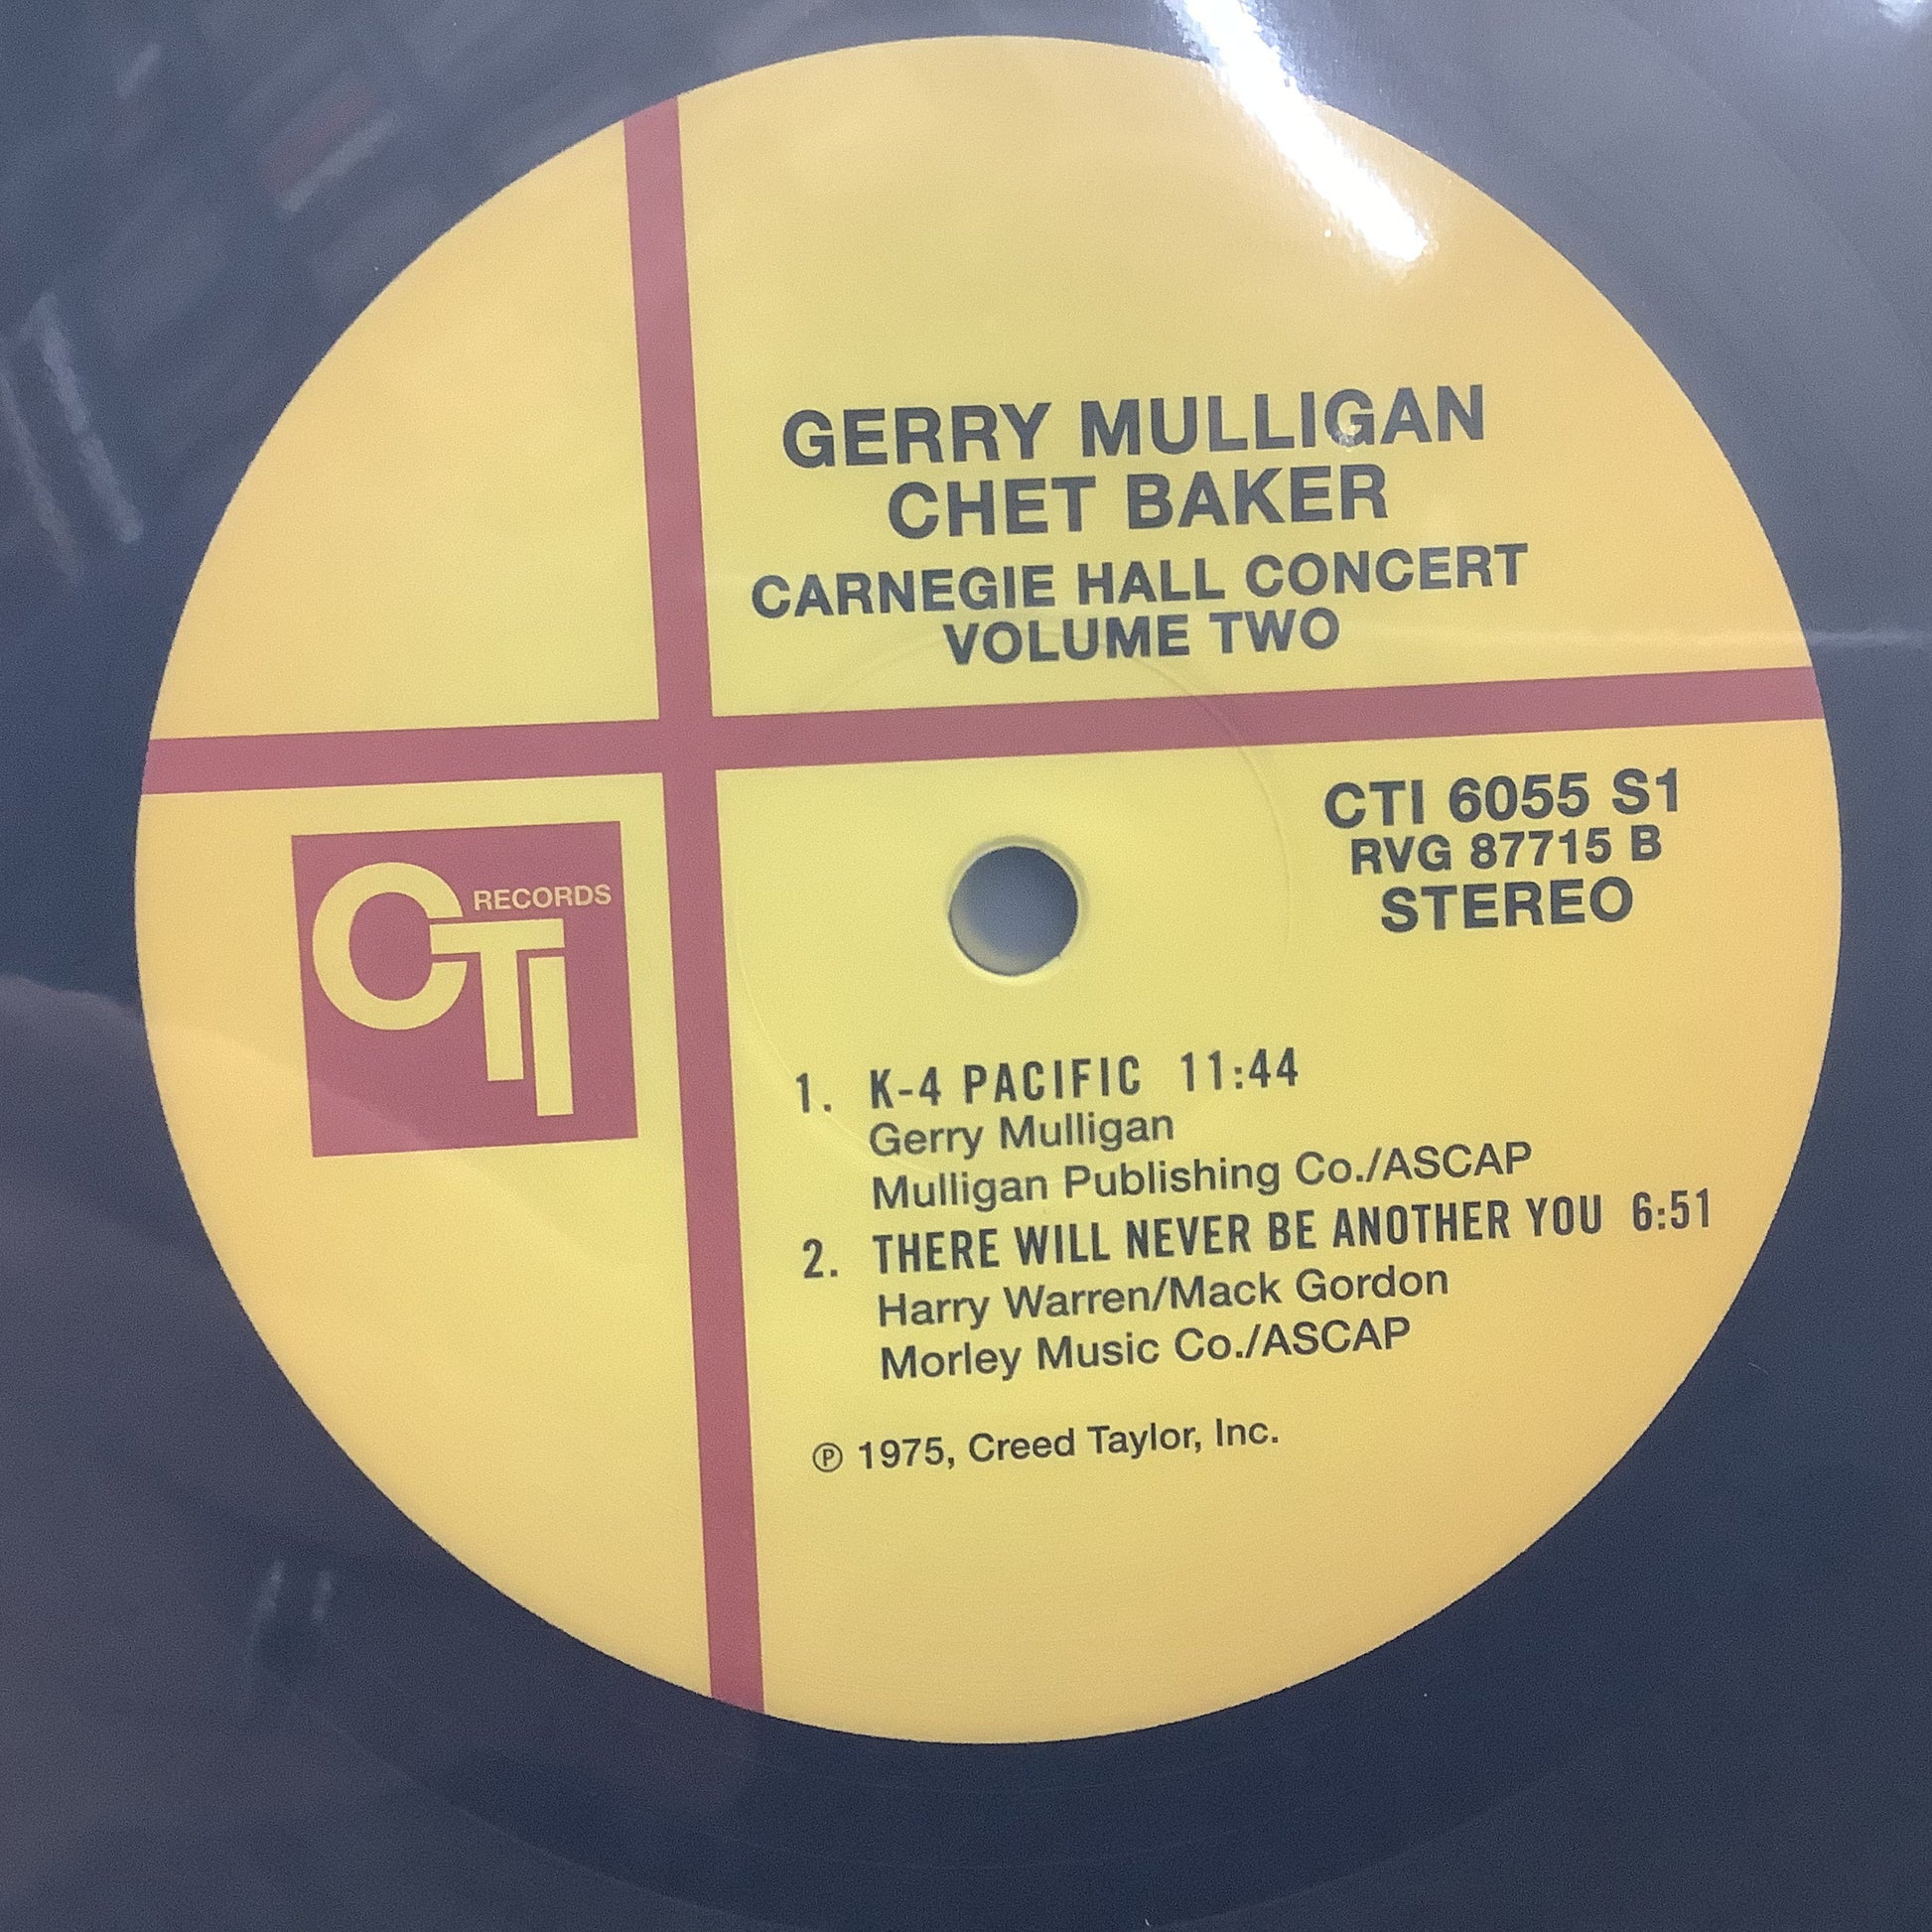 GERRY MULLIGAN
CHET BAKER
CARNEGIE HALL CONCERT
VOLUME TWO
CTI 6055 S1
RVG 87715 B
STEREO
CTI RECORDS
1. K-4 PACIFIC 11:44
Gerry Mulligan
Mulligan Publishing Co./ASCAP
2. THERE WILL NEVER BE ANOTHER YOU 6:51
Harry Warren/Mack Gordon
Morley Music Co./ASCAP
℗ 1975, Creed Taylor, Inc.